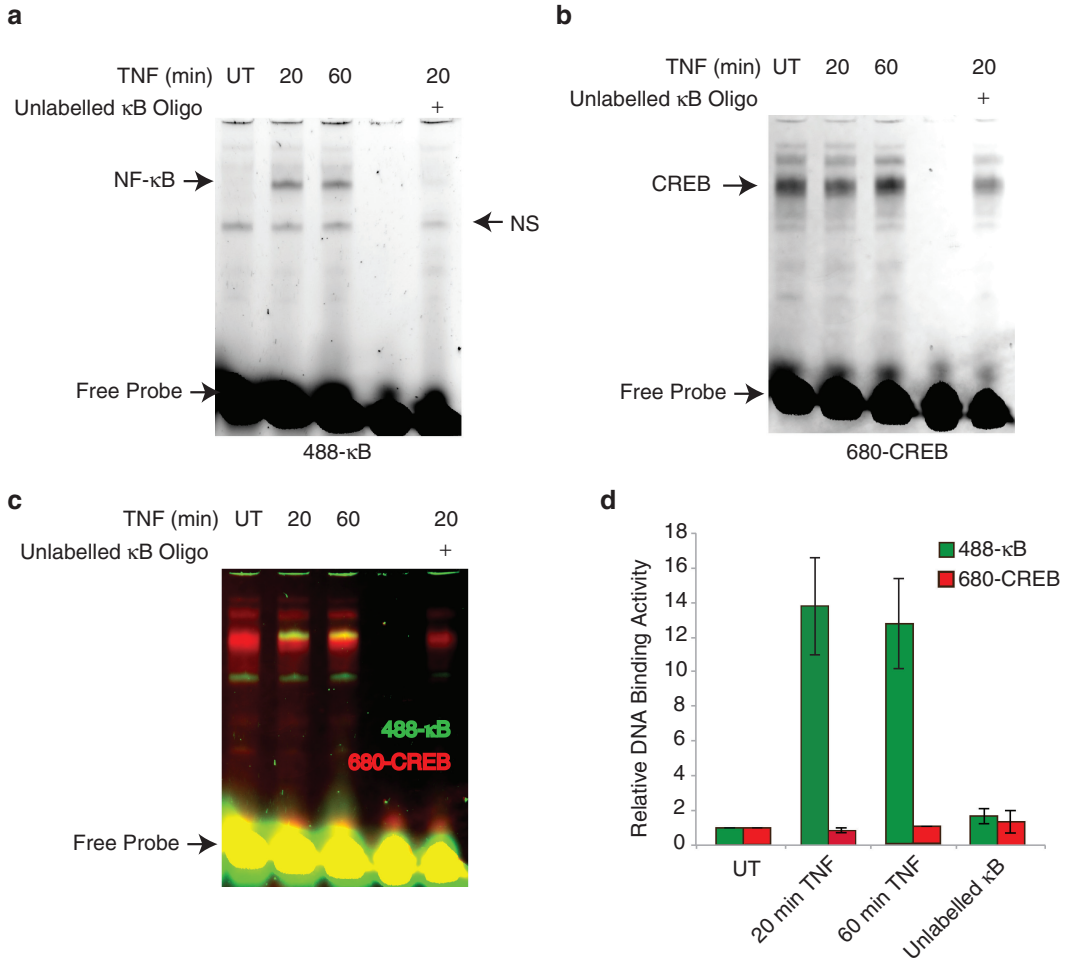 a
TNF (min) UT 20 60 20
Unlabelled κB Oligo +
NF-κB
NS
Free Probe
488-κB
b
TNF (min) UT 20 60 20
Unlabelled κB Oligo +
CREB
Free Probe
680-CREB
c
TNF (min) UT 20 60 20
Unlabelled κB Oligo +
488-κB
680-CREB
Free Probe
d
Relative DNA Binding Activity
18
16
14
12
10
8
6
4
2
0
488-κB
680-CREB
UT
20 min TNF
60 min TNF
Unlabelled κB